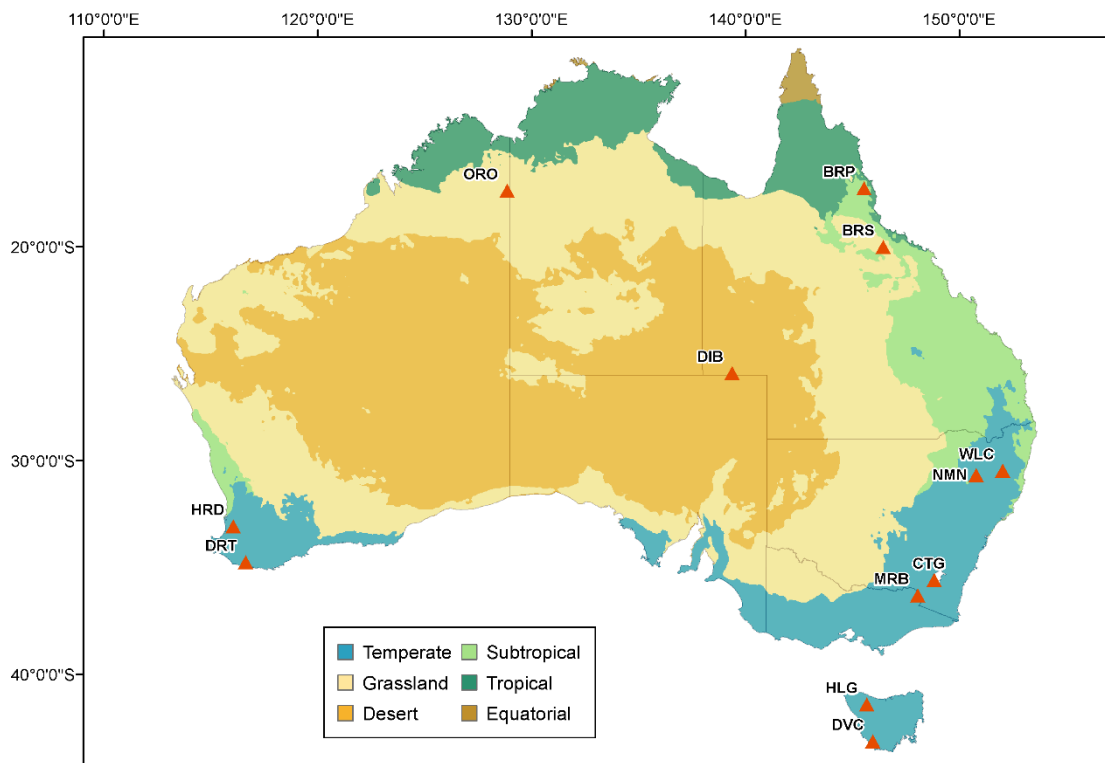 110°0'0"E 120°0'0"E 130°0'0"E 140°0'0"E 150°0'0"E
ORO
BRP
BRS
20°0'0"S
DIB
30°0'0"S
WLC
NMN
HRD
DRT
CTG
MRB
Temperate Subtropical
Grassland Tropical
Desert Equatorial
40°0'0"S
HLG
DVC